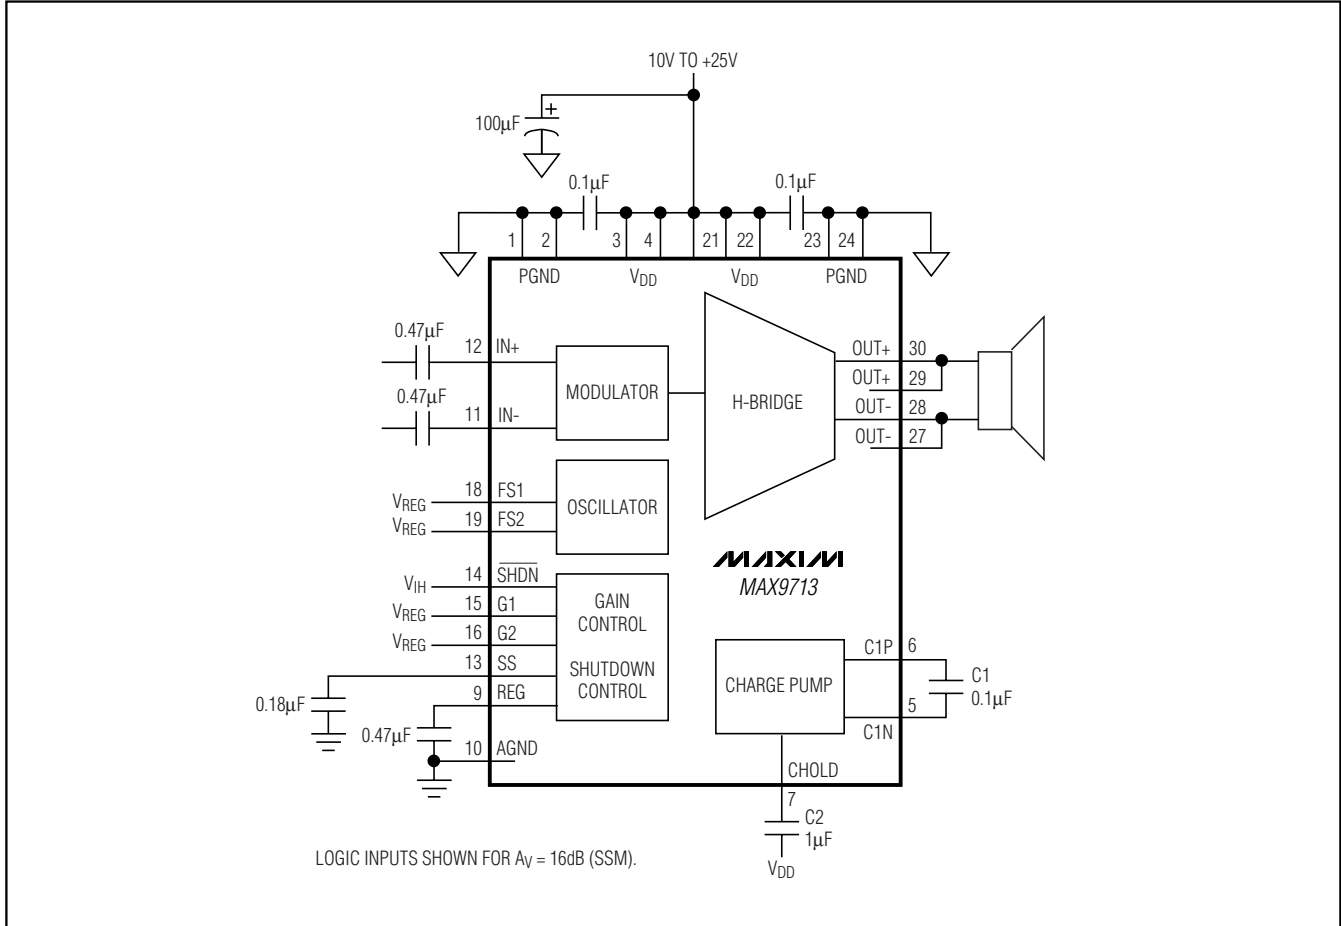 10V TO +25V
+
100µF
0.1µF
0.1µF
1 2 3 4 21 22 23 24
PGND VDD VDD PGND
0.47µF
12 IN+
0.47µF
11 IN-
MODULATOR
H-BRIDGE
OUT+ 30
OUT+ 29
OUT- 28
OUT- 27
VREG 18 FS1
VREG 19 FS2
OSCILLATOR
MAXIM
MAX9713
VIH 14 SHDN
VREG 15 G1
VREG 16 G2
13 SS
9 REG
10 AGND
GAIN
CONTROL
SHUTDOWN
CONTROL
0.18µF
0.47µF
CHARGE PUMP
C1P 6
C1
0.1µF
5
C1N
CHOLD
7
C2
1µF
VDD
LOGIC INPUTS SHOWN FOR AV = 16dB (SSM).